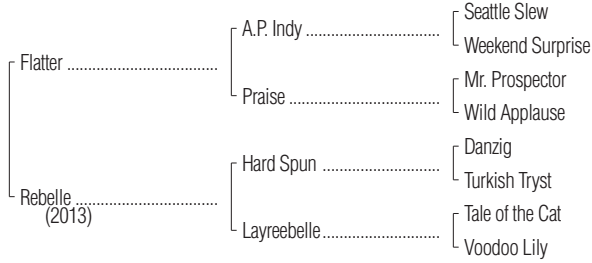 Seattle Slew
A.P. Indy ..............................
Weekend Surprise
Flatter ..................................
Mr. Prospector
Praise ..................................
Wild Applause
Danzig
Hard Spun ..........................
Turkish Tryst
Rebelle ................................
(2013)
Tale of the Cat
Layreebelle..........................
Voodoo Lily